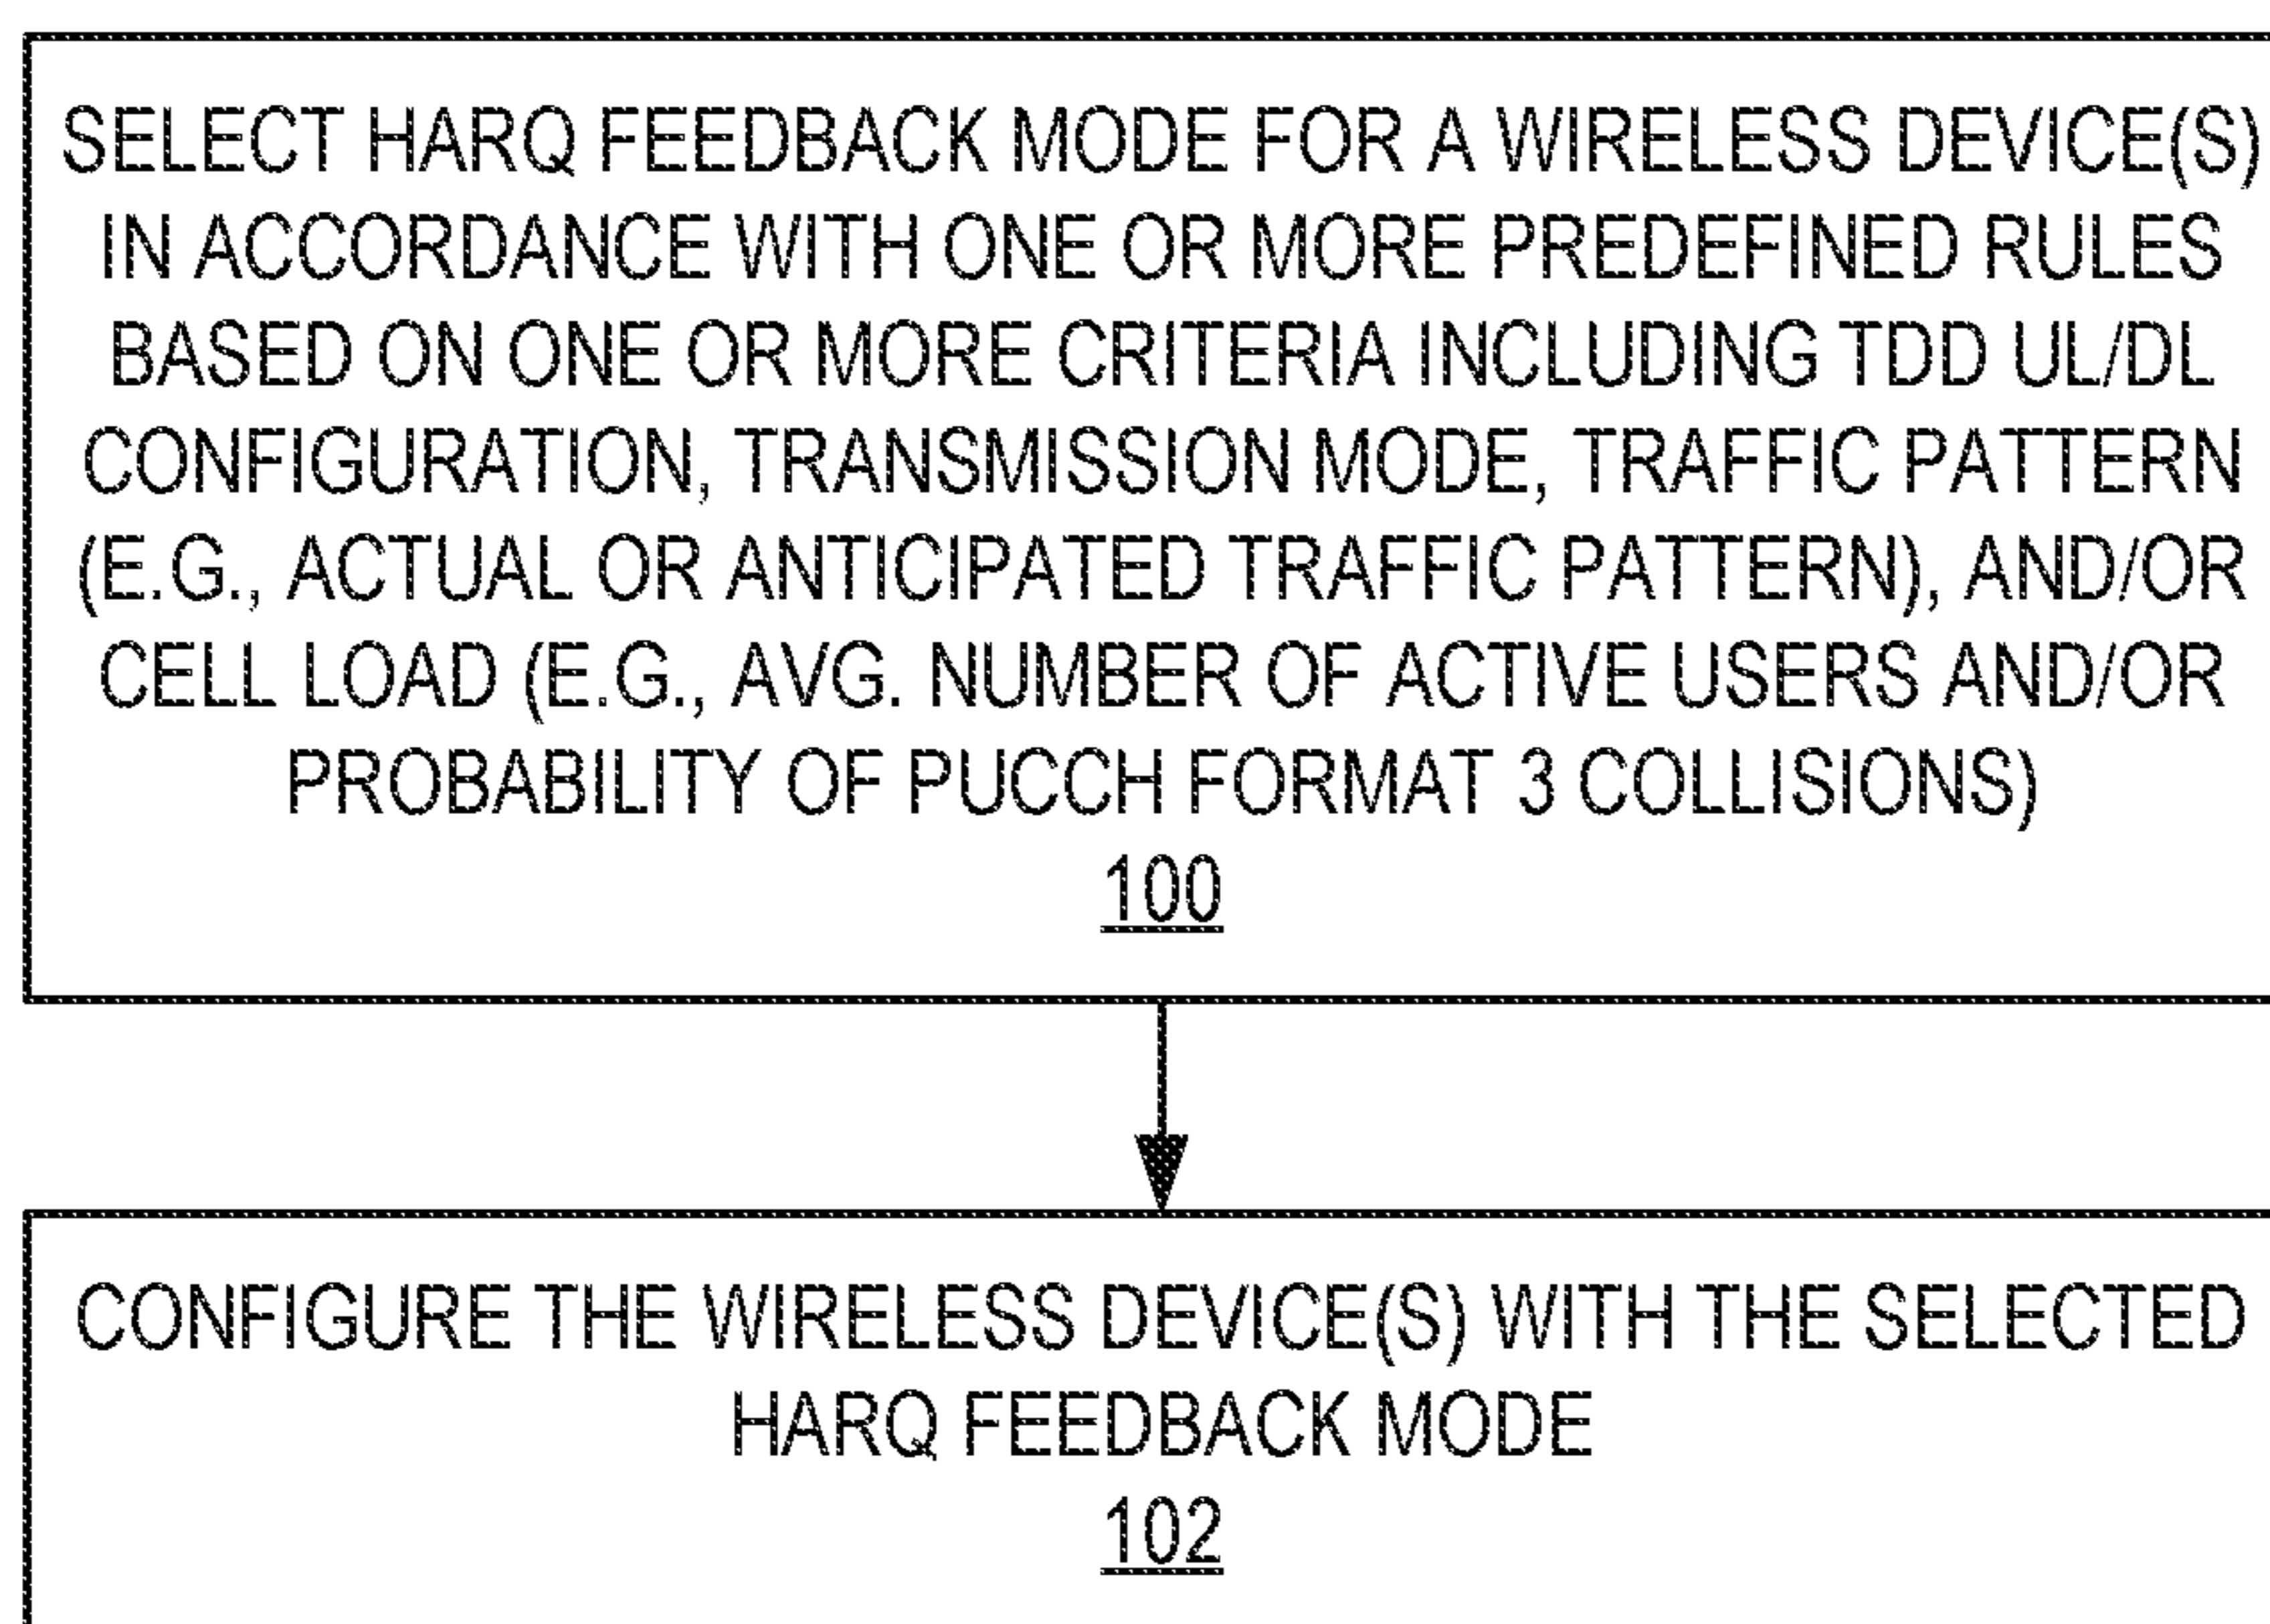 SELECT HARQ FEEDBACK MODE FOR A WIRELESS DEVICE(S)
IN ACCORDANCE WITH ONE OR MORE PREDEFINED RULES
BASED ON ONE OR MORE CRITERIA INCLUDING TDD UL/DL
CONFIGURATION, TRANSMISSION MODE, TRAFFIC PATTERN
(E.G., ACTUAL OR ANTICIPATED TRAFFIC PATTERN), AND/OR
CELL LOAD (E.G., AVG. NUMBER OF ACTIVE USERS AND/OR
PROBABILITY OF PUCCH FORMAT 3 COLLISIONS)
100
CONFIGURE THE WIRELESS DEVICE(S) WITH THE SELECTED
HARQ FEEDBACK MODE
102